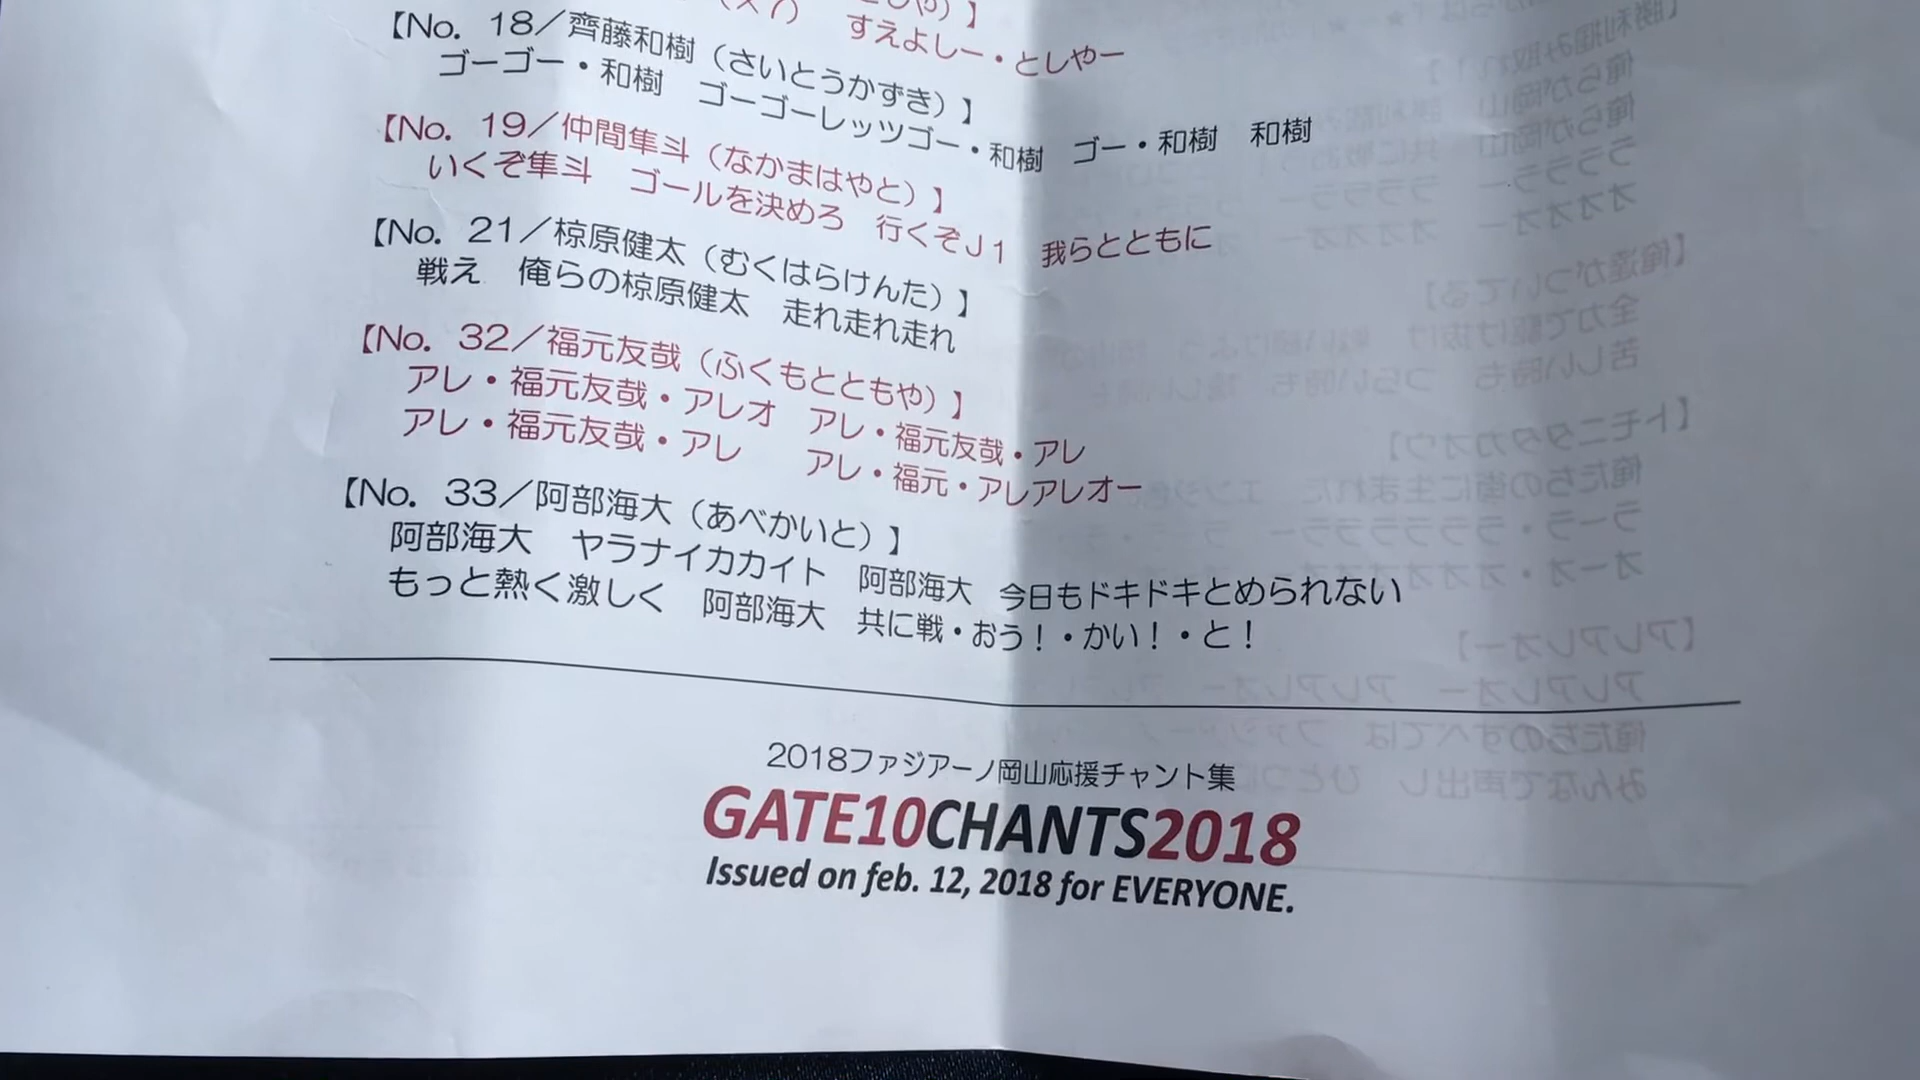 すえよしー・としやー
【No. 18／齊藤和樹（さいとうかずき）】
ゴーゴー・和樹　ゴーゴーレッツゴー・和樹　ゴー・和樹　和樹
【No. 19／仲間隼斗（なかまはやと）】
いくぞ隼斗　ゴールを決めろ　行くぞJ1　我らとともに
【No. 21／椋原健太（むくはらけんた）】
戦え　俺らの椋原健太　走れ走れ走れ
【No. 32／福元友哉（ふくもとともや）】
アレ・福元友哉・アレオ　アレ・福元友哉・アレ
アレ・福元友哉・アレ　アレ・福元・アレアレオー
【No. 33／阿部海大（あべかいと）】
阿部海大　ヤラナイカカイト　阿部海大　今日もドキドキとめられない
もっと熱く激しく　阿部海大　共に戦・おう！・かい！・と！
2018ファジアーノ岡山応援チャント集
GATE10CHANTS2018
Issued on feb. 12, 2018 for EVERYONE.